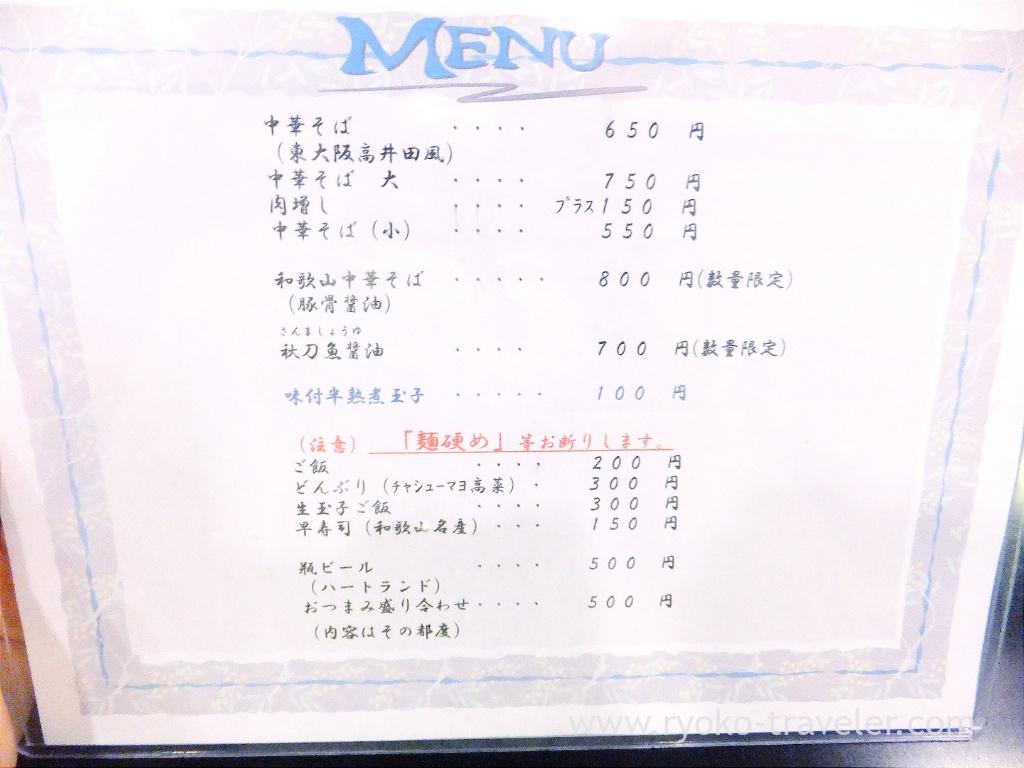 MENU
中華そば ・・・・ 650 円
（東大阪高井田風）
中華そば 大 ・・・・ 750 円
肉増し ・・・・ プラス150 円
中華そば（小） ・・・・ 550 円
和歌山中華そば ・・・・・ 800 円(数量限定)
（豚骨醤油）
さんましょうゆ
秋刀魚醤油 ・・・・ 700 円(数量限定)
味付半熟煮玉子 ・・・・・ 100 円
（注意） 「麺硬め」等お断りします。
ご飯 ・・・・ 200 円
どんぶり（チャシューマヨ高菜）・ 300 円
生玉子ご飯 ・・・・ 300 円
早寿司（和歌山名産） ・・・ 150 円
瓶ビール ・・・・ 500 円
（ハートランド）
おつまみ盛り合わせ・・・・ 500 円
（内容はその都度）
www.ryoko-traveler.com